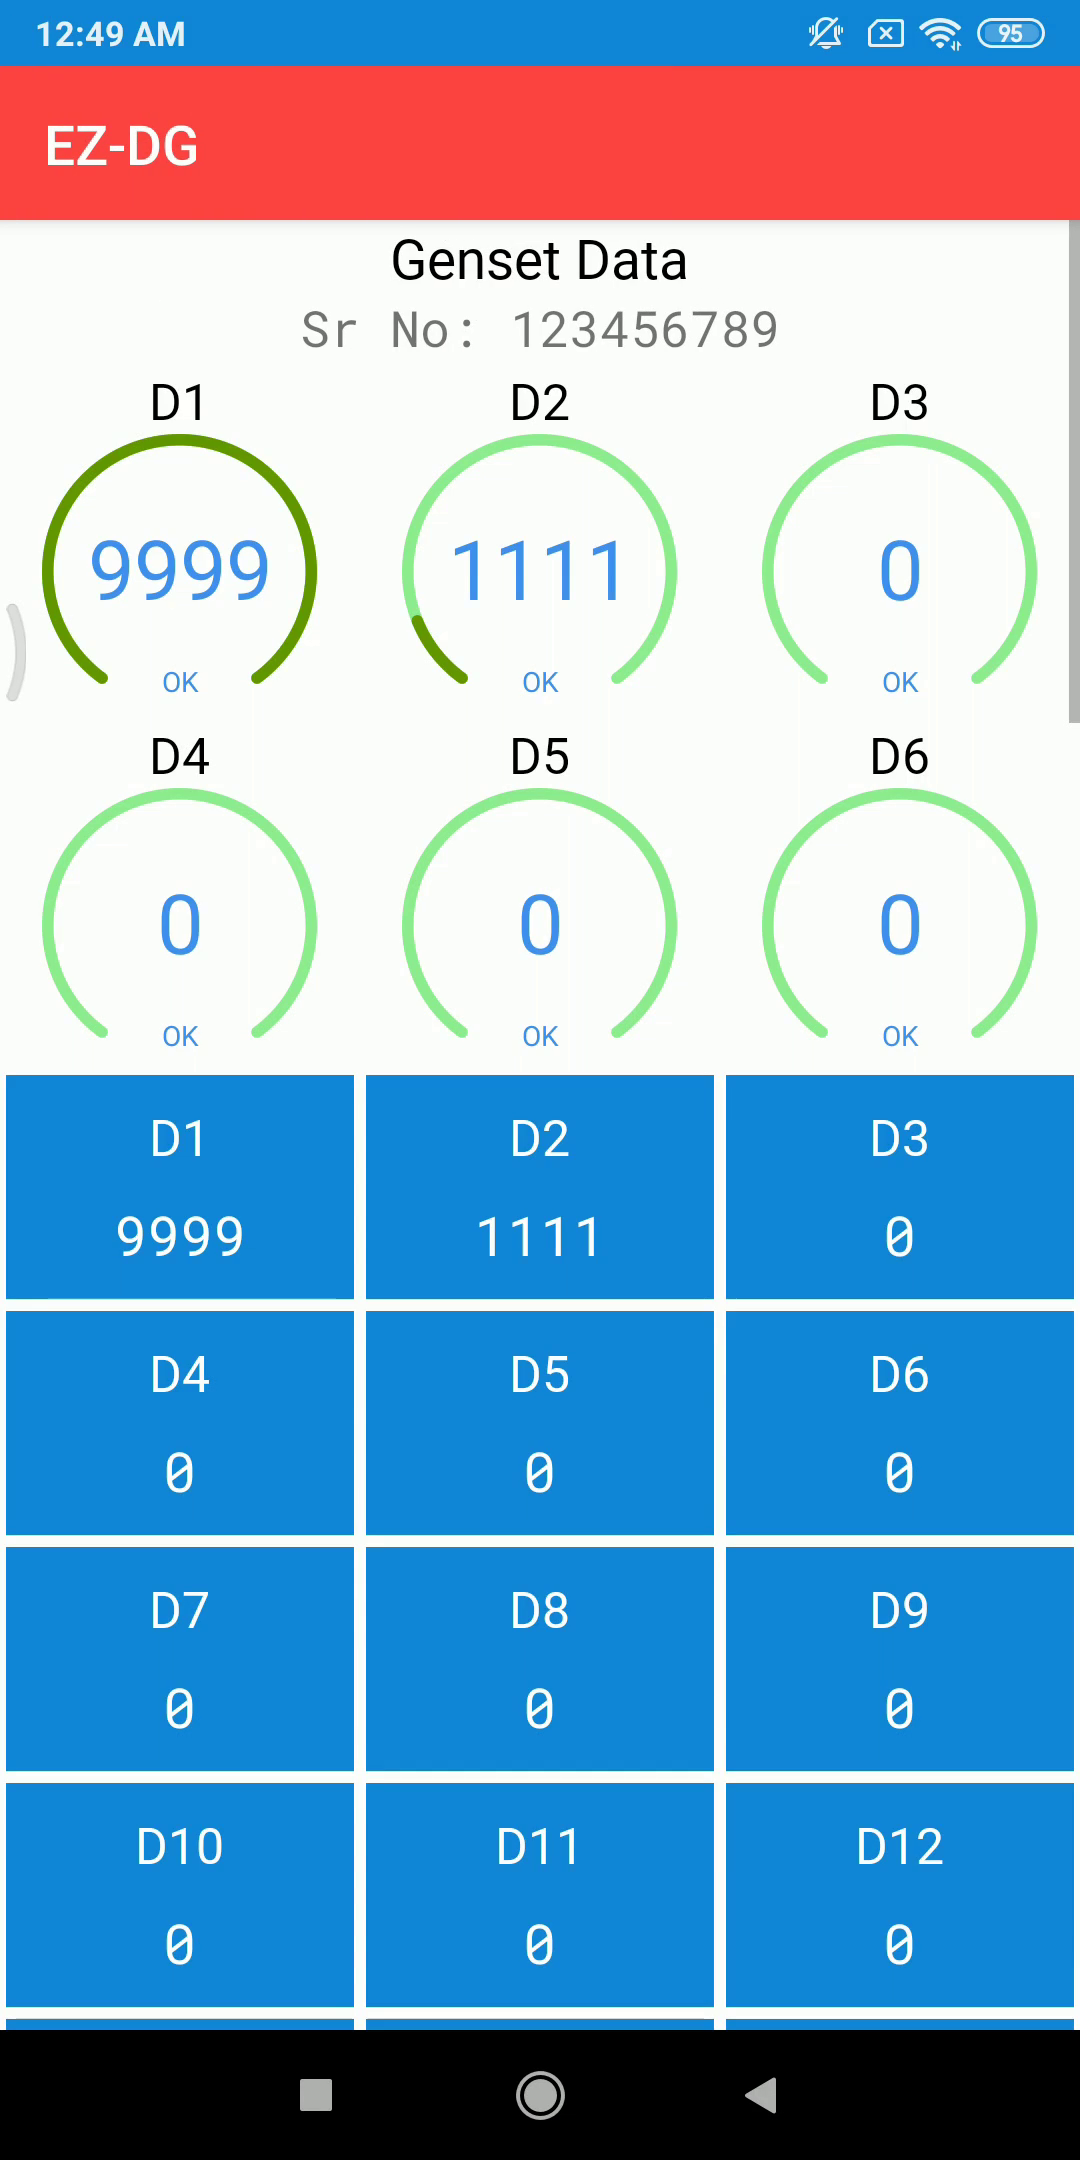 12:49 AM 95
EZ-DG
Genset Data
Sr No: 123456789
D1 D2 D3
9999 1111 0
OK OK OK
D4 D5 D6
0 0 0
OK OK OK
D1 D2 D3
9999 1111 0
D4 D5 D6
0 0 0
D7 D8 D9
0 0 0
D10 D11 D12
0 0 0